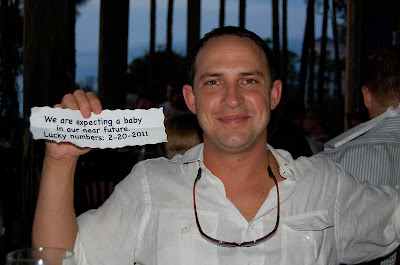 We are expecting a baby
in our near future.
Lucky numbers: 2-20-2011